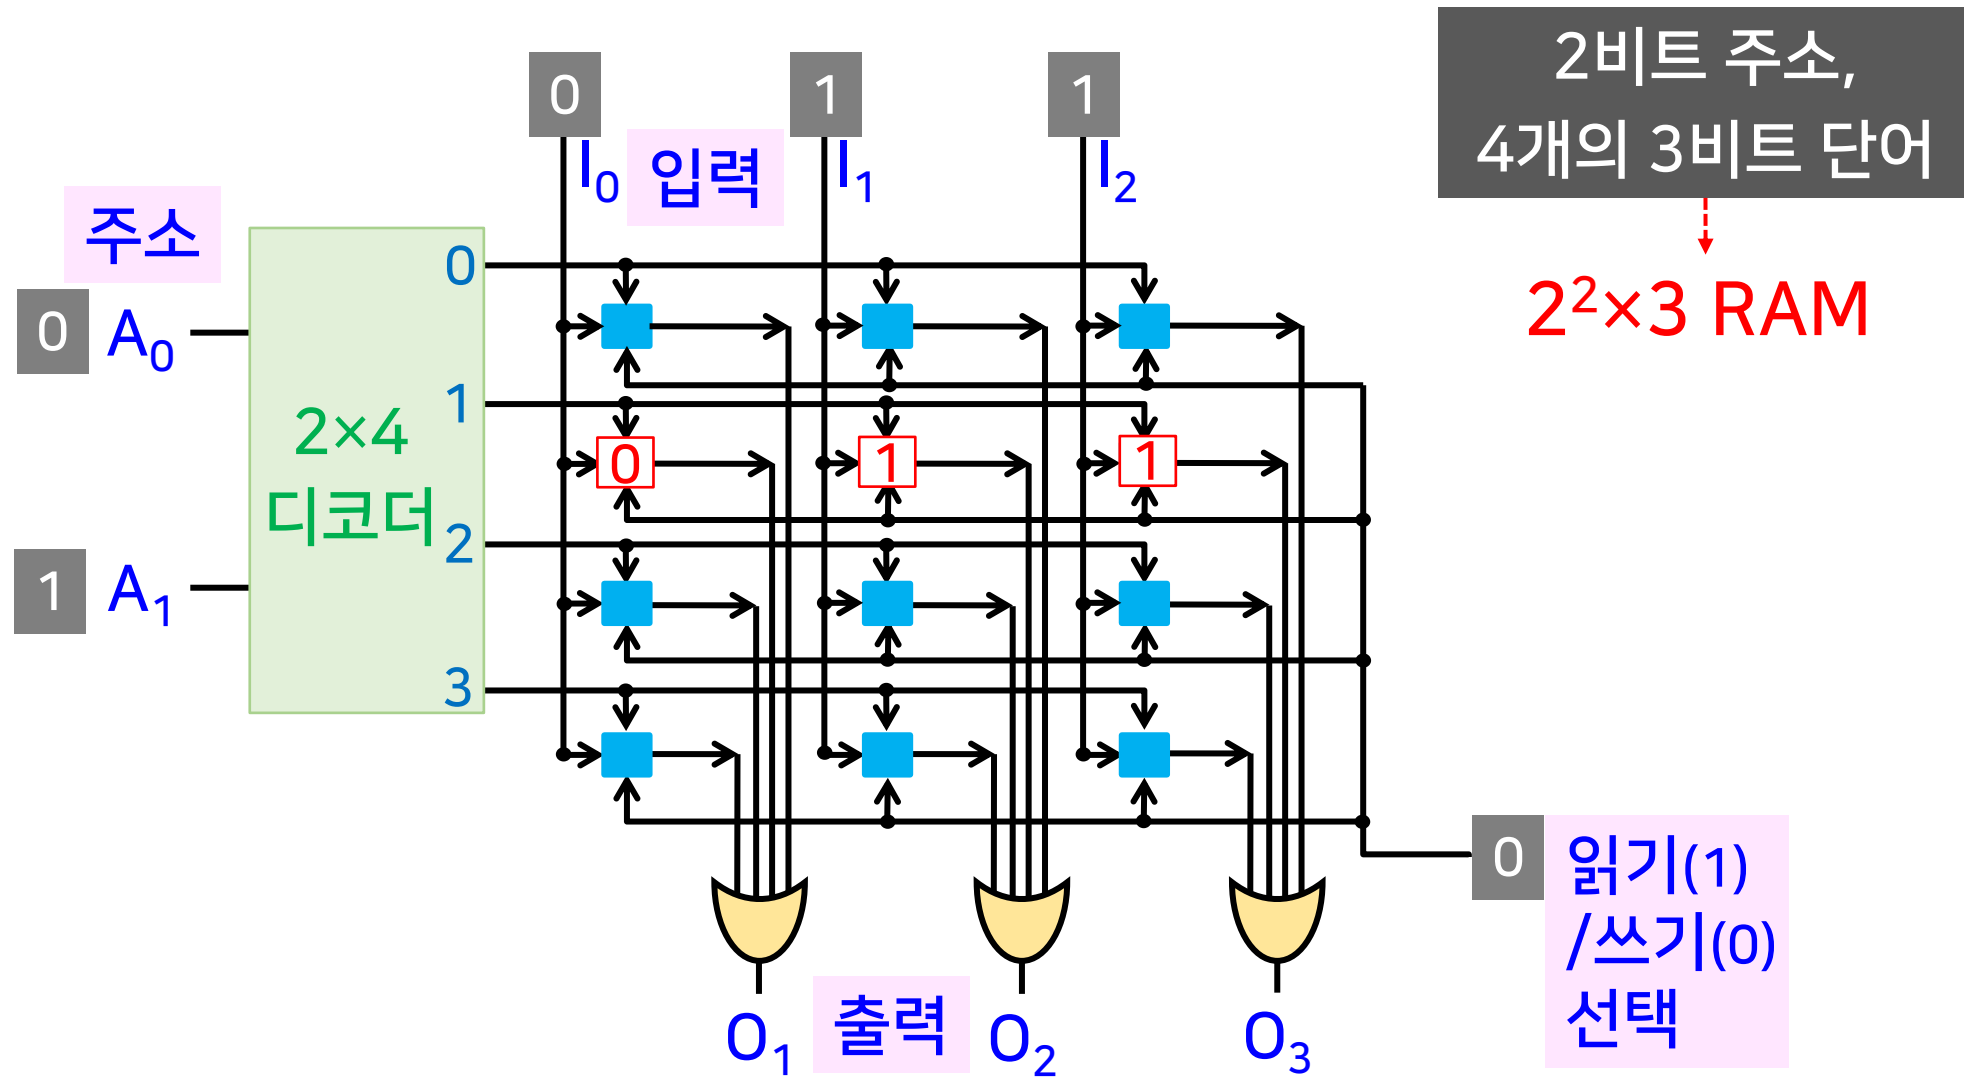 2비트 주소,
4개의 3비트 단어
2²×3 RAM
0
1
1
I₀
입력
I₁
I₂
주소
0
A₀
1
A₁
2×4
디코더
0
1
2
3
0
1
1
0
읽기(1)
/쓰기(0)
선택
출력
O₁
O₂
O₃